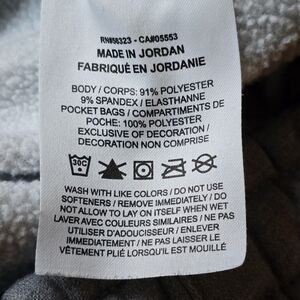 RN#56323 - CA#05553
MADE IN JORDAN
FABRIQUÉ EN JORDANIE
BODY / CORPS: 91% POLYESTER
9% SPANDEX / ELASTHANNE
POCKET BAGS / COMPARTIMENTS DE
POCHE: 100% POLYESTER
EXCLUSIVE OF DECORATION /
DECORATION NON COMPRISE
30C
WASH WITH LIKE COLORS / DO NOT USE
SOFTENERS / REMOVE IMMEDIATELY / DO
NOT ALLOW TO LAY ON ITSELF WHEN WET
LAVER AVEC COULEURS SIMILAIRES / NE PAS
UTILISER D'ADOUCISSEUR / ENLEVER
IMMEDIATEMENT / NE PAS LAISSER LE
VÊTEMENT PLIÉ LORSQU'IL EST MOUILLÉ